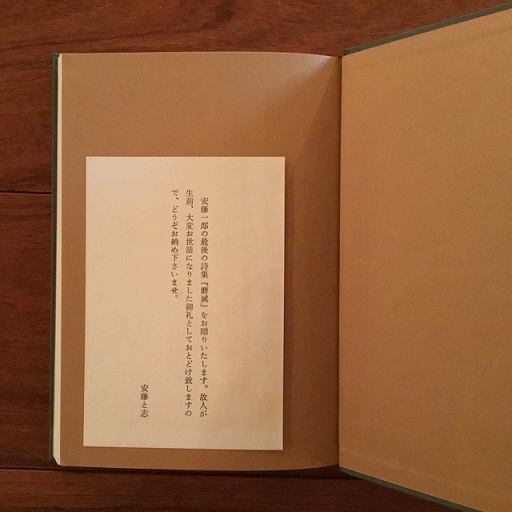 安藤一郎の最後の詩集『磨滅』をお贈りいたします。故人が
生前、大変お世話になりました御礼としておとどけ致しますの
で、どうぞお納め下さいませ。
安藤と志